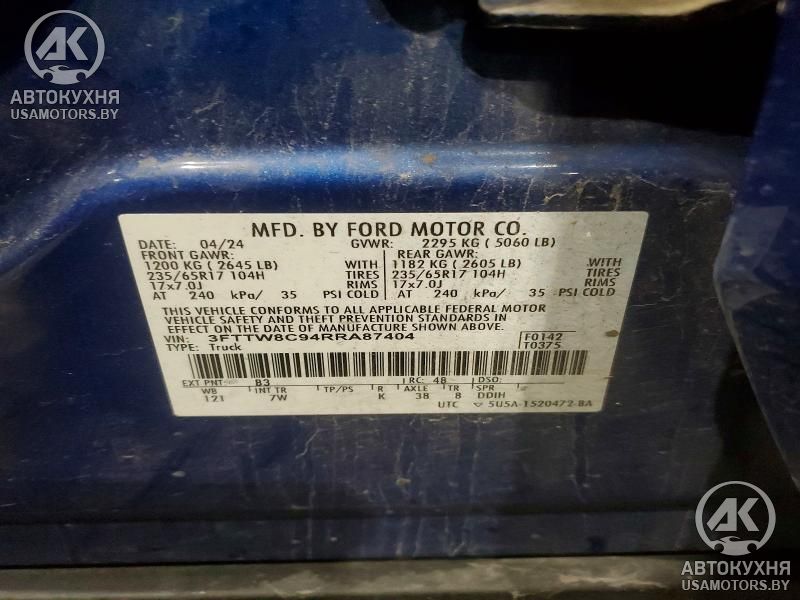 AK
АВТОКУХНЯ
USAMOTORS.BY
MFD. BY FORD MOTOR CO.
DATE: 04/24 GVWR: 2295 KG ( 5060 LB)
FRONT GAWR: REAR GAWR:
1200 KG ( 2645 LB) WITH 1182 KG ( 2605 LB) WITH
235/65R17 104H TIRES 235/65R17 104H TIRES
17x7.0J RIMS 17x7.0J RIMS
AT 240 kPa/ 35 PSI COLD AT 240 kPa/ 35 PSI COLD
THIS VEHICLE CONFORMS TO ALL APPLICABLE FEDERAL MOTOR
VEHICLE SAFETY AND THEFT PREVENTION STANDARDS IN
EFFECT ON THE DATE OF MANUFACTURE SHOWN ABOVE.
VIN: 3FTTW8C94RRA87404 F0142
TYPE: Truck T0375
EXT PNT: B3 RC: 48 DSO:
WB INT TR TP/PS R AXLE TR SPR
121 7W K 38 8 DDIH
UTC 5U5A-1520472-BA
AK
АВТОКУХНЯ
USAMOTORS.BY